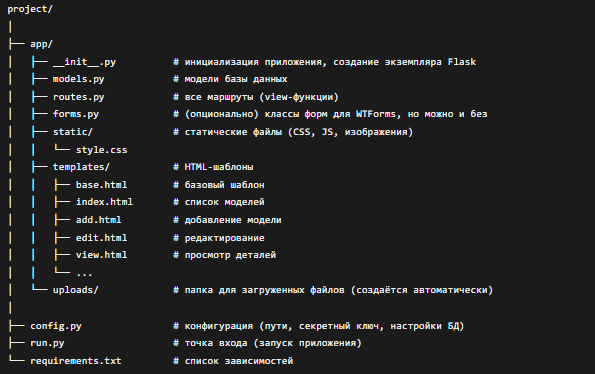 project/
│
├── app/
│   ├── __init__.py          # инициализация приложения, создание экземпляра Flask
│   ├── models.py            # модели базы данных
│   ├── routes.py            # все маршруты (view-функции)
│   ├── forms.py             # (опционально) классы форм для WTForms, но можно и без
│   ├── static/              # статические файлы (CSS, JS, изображения)
│   │   └── style.css
│   ├── templates/           # HTML-шаблоны
│   │   ├── base.html        # базовый шаблон
│   │   ├── index.html       # список моделей
│   │   ├── add.html         # добавление модели
│   │   ├── edit.html        # редактирование
│   │   ├── view.html        # просмотр деталей
│   │   └── ...
│   └── uploads/             # папка для загруженных файлов (создаётся автоматически)
│
├── config.py                # конфигурация (пути, секретный ключ, настройки БД)
├── run.py                   # точка входа (запуск приложения)
└── requirements.txt         # список зависимостей